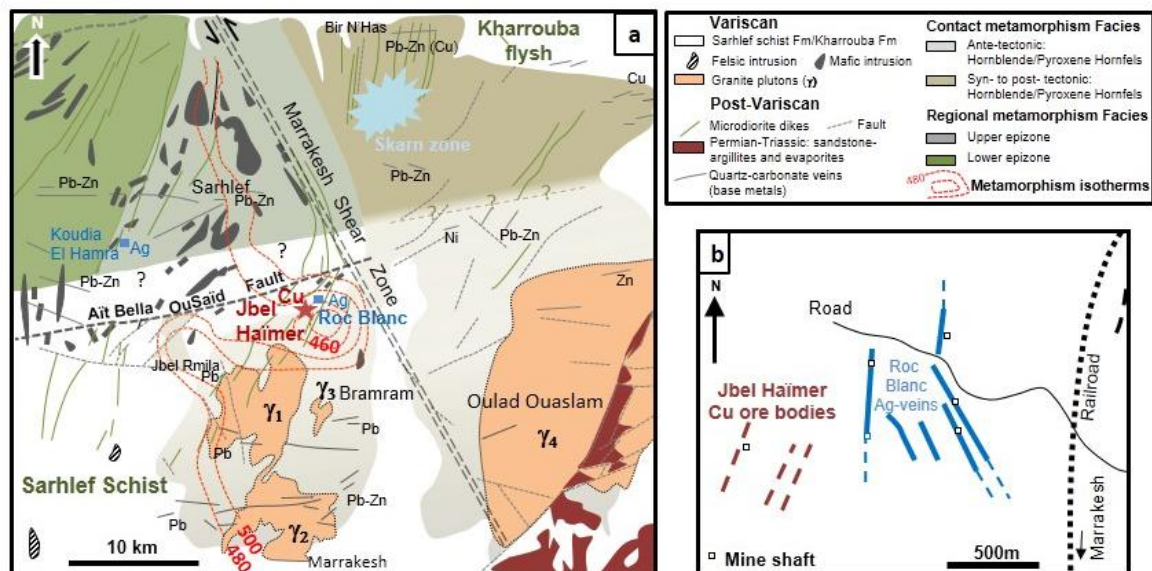 a
N
Bir N'Has
Pb-Zn (Cu)
Kharrouba
flysh
Cu
Skarn zone
Pb-Zn
Marrakesh Shear Zone
Pb-Zn
Sarhlef
Pb-Zn
Koudia
El Hamra
Ag
?
?
?
?
Ni
Pb-Zn
Pb-Zn
?
Zn
Aït Bella OuSaïd Fault
Cu
Ag
Jbel
Haïmer
Roc Blanc
460
Jbel Rmila
Pb
γ3 Bramram
γ1
Oulad Ouaslam
γ4
Pb
Pb
Sarhlef Schist
Pb-Zn
Pb
γ2
500
480
10 km
Marrakesh
Variscan
Sarhlef schist Fm/Kharrouba Fm
Felsic intrusion
Mafic intrusion
Granite plutons (γ)
Post-Variscan
Microdiorite dikes
Fault
Permian-Triassic: sandstone-
argillites and evaporites
Quartz-carbonate veins
(base metals)
Contact metamorphism Facies
Ante-tectonic:
Hornblende/Pyroxene Hornfels
Syn- to post- tectonic:
Hornblende/Pyroxene Hornfels
Regional metamorphism Facies
Upper epizone
Lower epizone
480
Metamorphism isotherms
b
N
Road
Roc
Blanc
Ag-veins
Jbel Haïmer
Cu ore bodies
Railroad
Marrakesh
Mine shaft
500m